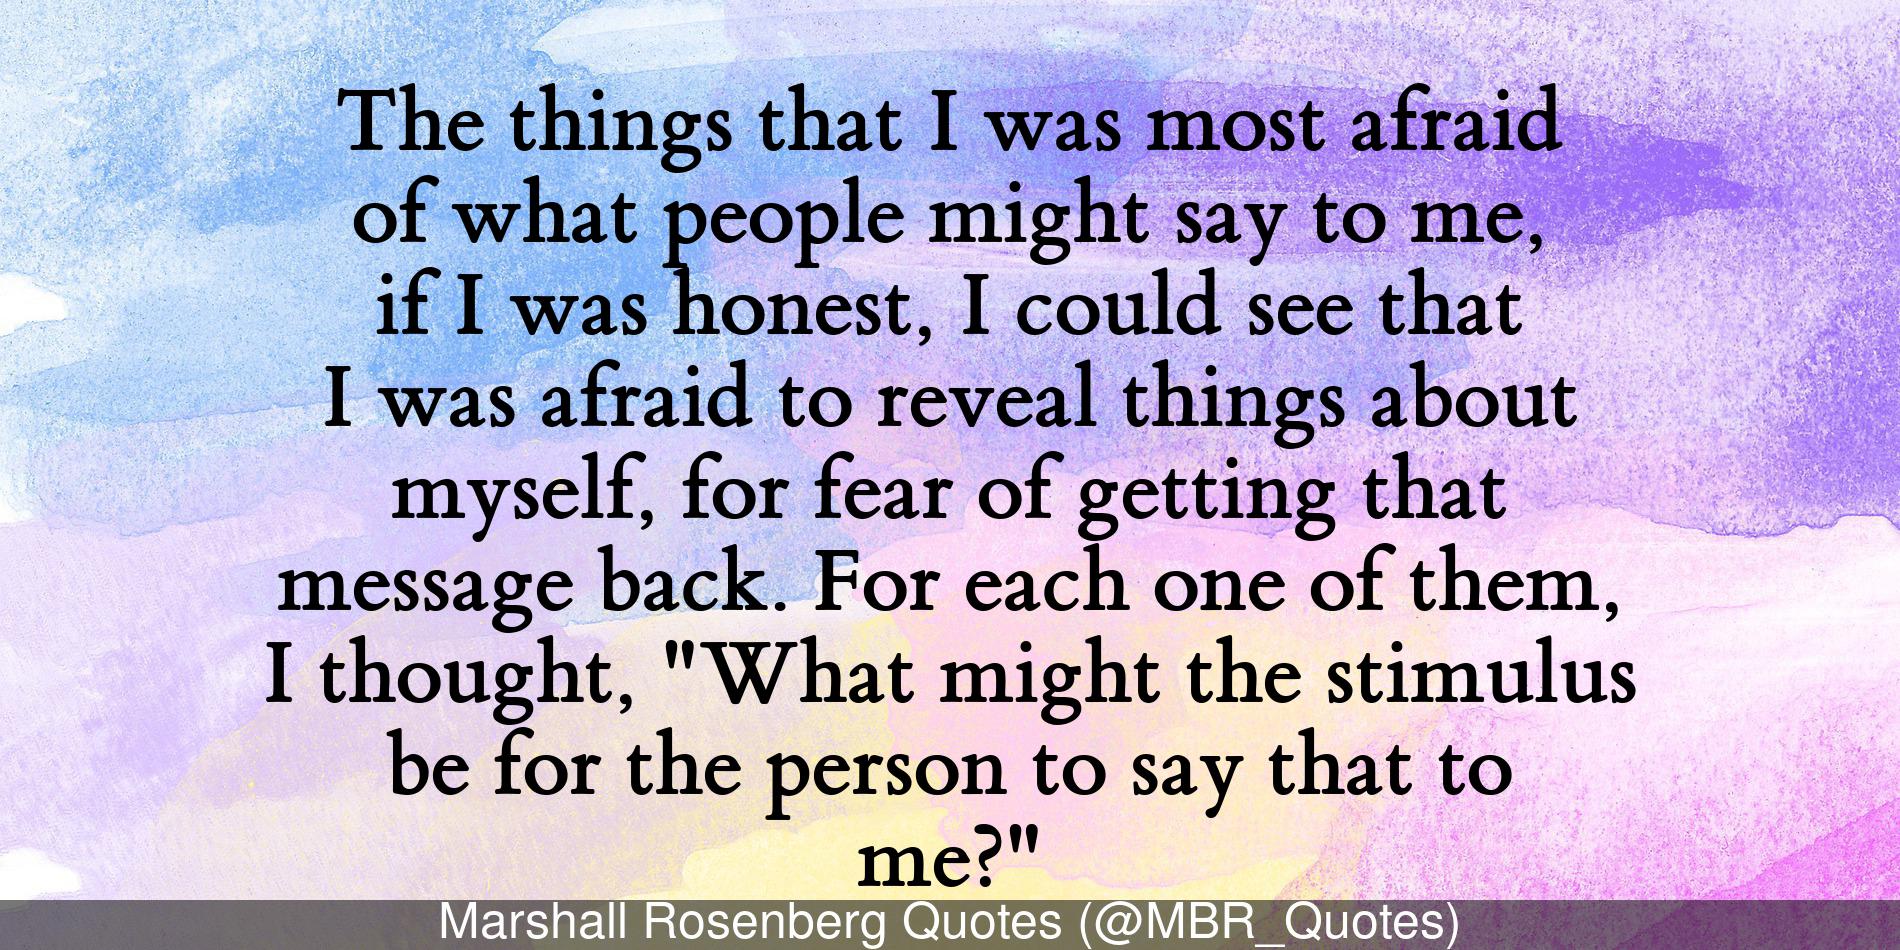 The things that I was most afraid
of what people might say to me,
if I was honest, I could see that
I was afraid to reveal things about
myself, for fear of getting that
message back. For each one of them,
I thought, "What might the stimulus
be for the person to say that to
me?"
Marshall Rosenberg Quotes (@MBR_Quotes)